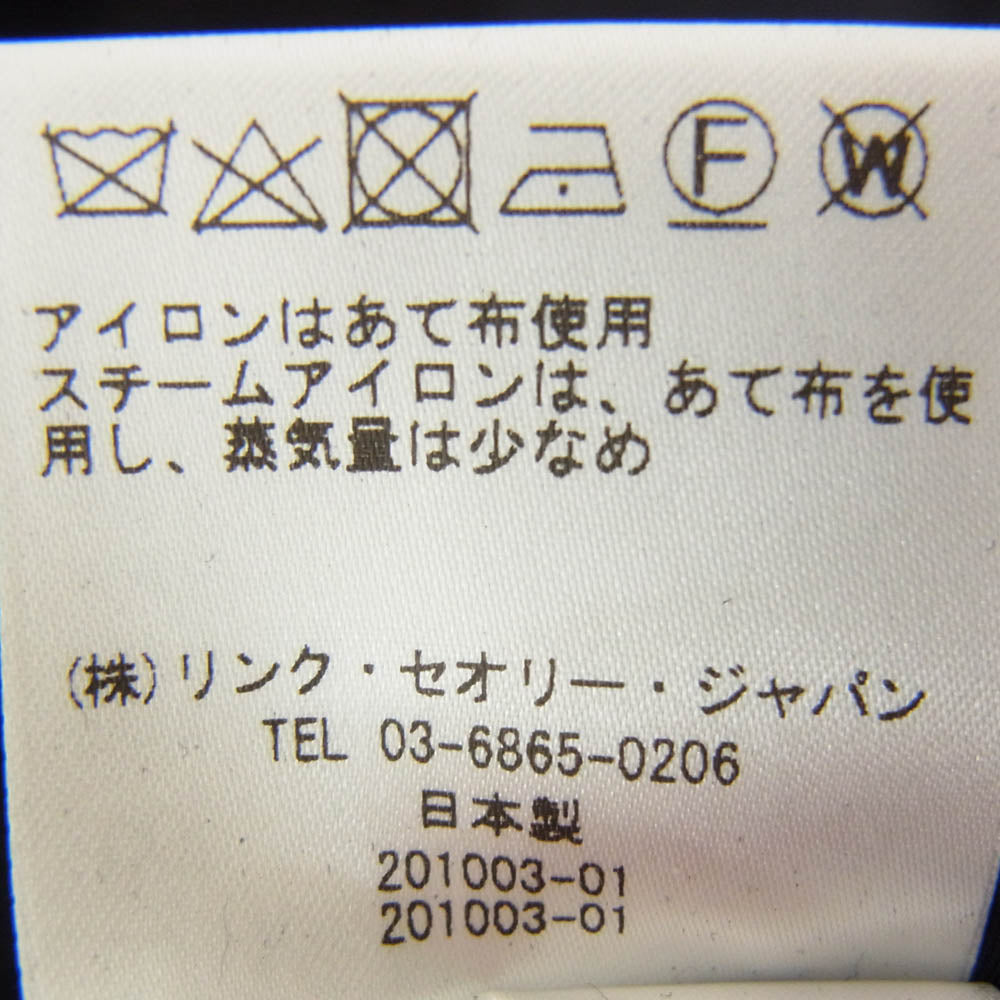 F W
アイロンはあて布使用
スチームアイロンは、あて布を使
用し、蒸気量は少なめ
(株)リンク・セオリー・ジャパン
TEL 03-6865-0206
日本製
201003-01
201003-01